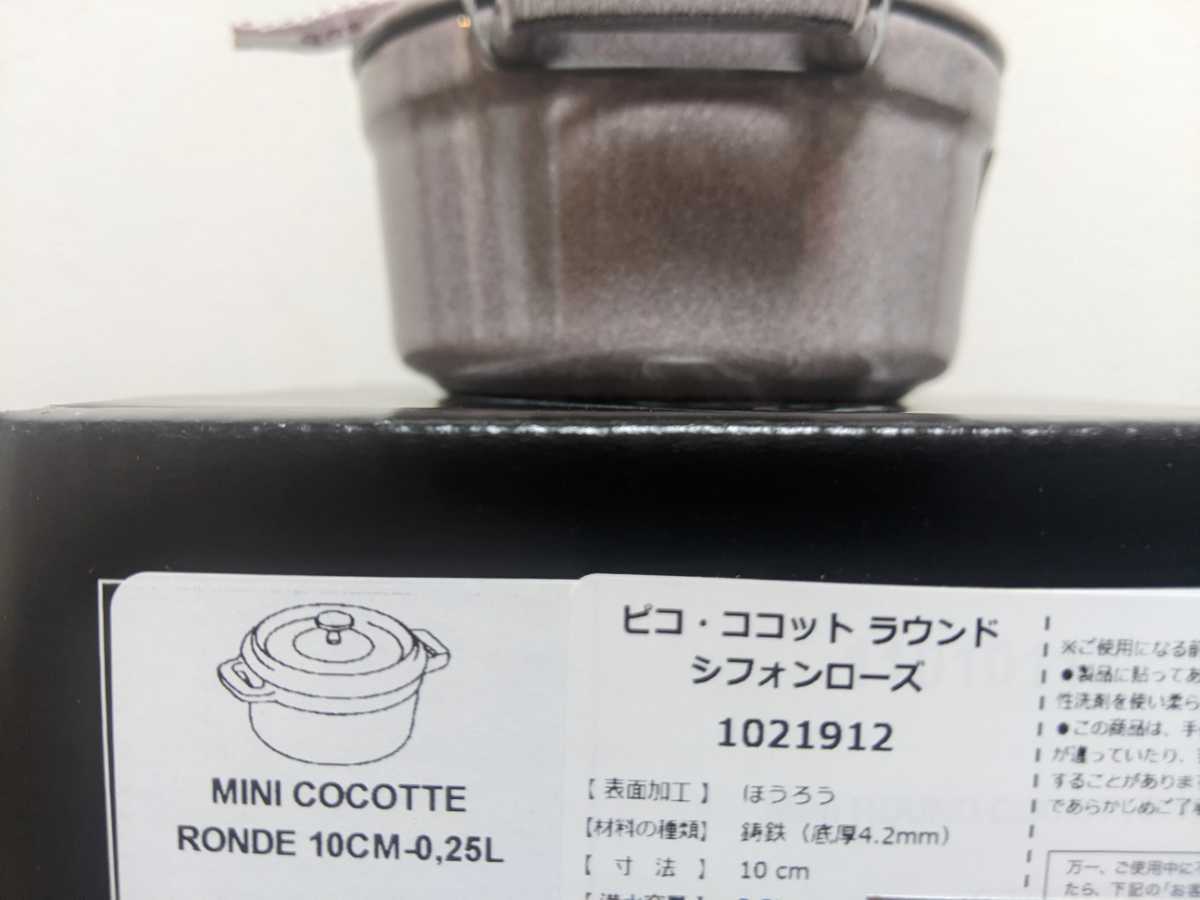 MINI COCOTTE
RONDE 10CM-0,25L
ピコ・ココット ラウンド
シフォンローズ
1021912
【 表面加工 】 ほうろう
【材料の種類】 鋳鉄（底厚4.2mm）
【 寸 法 】 10 cm
※ご使用になる前
●製品に貼ってあ
性洗剤を使い柔ら
●この商品は、手
が違っていたり、
することがありま
であらかじめご了
万一、ご使用中に
たら、下記の「お客